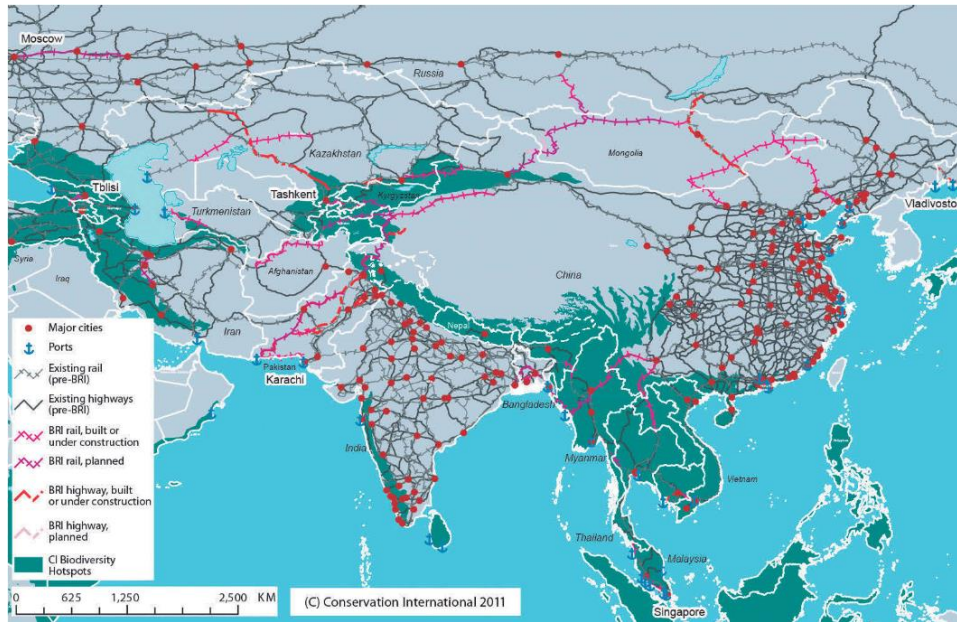 Moscow
Russia
Kazakhstan
Mongolia
Tblisi
Tashkent
Kyrgyzstan
Vladivosto
Turkmenistan
Syria
Iraq
Afghanistan
China
Iran
Nepal
Pakistan
Karachi
Bangladesh
India
Myanmar
Vietnam
Thailand
Malaysia
Singapore
Major cities
Ports
Existing rail
(pre-BRI)
Existing highways
(pre-BRI)
BRI rail, built or
under construction
BRI rail, planned
BRI highway, built
or under construction
BRI highway,
planned
CI Biodiversity
Hotspots
0 625 1,250 2,500 KM
(C) Conservation International 2011